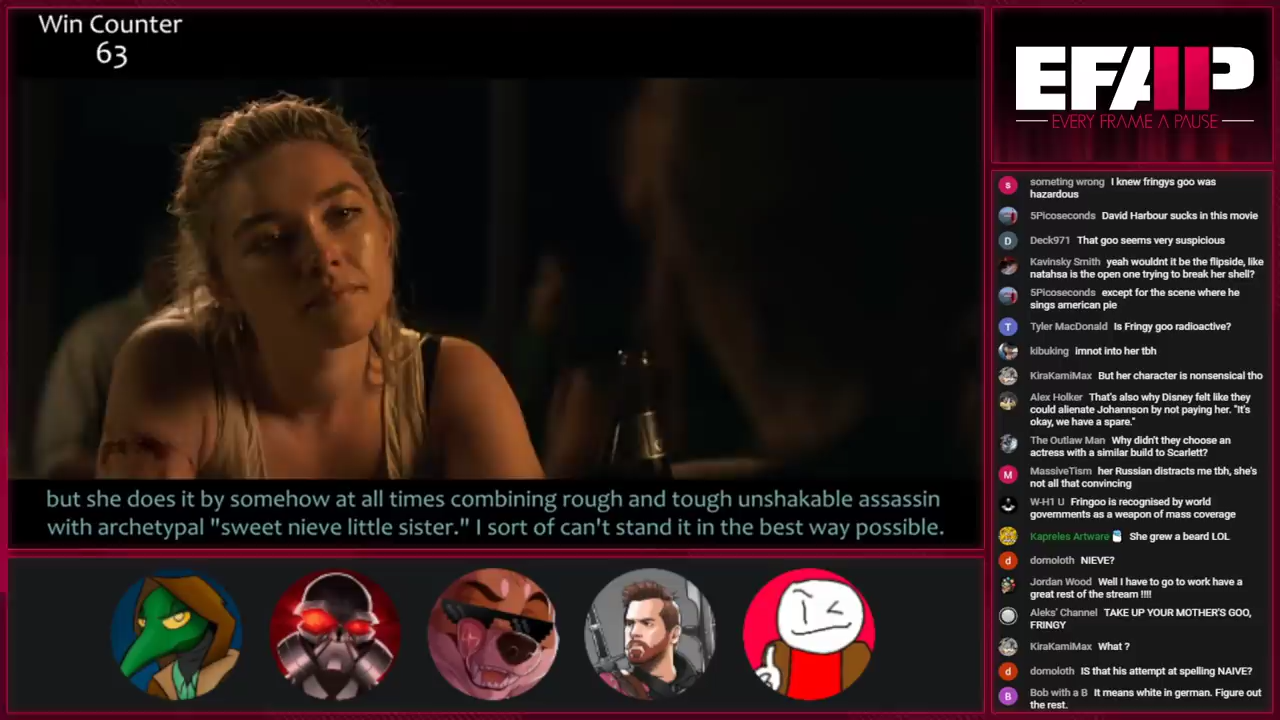 Win Counter
63
but she does it by somehow at all times combining rough and tough unshakable assassin
with archetypal "sweet nieve little sister." I sort of can't stand it in the best way possible.
EFAP
EVERY FRAME A PAUSE
someting wrong I knew fringys goo was
hazardous
5Picoseconds David Harbour sucks in this movie
Deck971 That goo seems very suspicious
Kavinsky Smith yeah wouldnt it be the flipside, like
natahsa is the open one trying to break her shell?
5Picoseconds except for the scene where he
sings american pie
Tyler MacDonald Is Fringy goo radioactive?
kibuking imnot into her tbh
KiraKamiMax But her character is nonsensical tho
Alex Holker That's also why Disney felt like they
could alienate Johannson by not paying her. "It's
okay, we have a spare."
The Outlaw Man Why didn't they choose an
actress with a similar build to Scarlett?
MassiveTism her Russian distracts me tbh, she's
not all that convincing
W-H1 U Fringoo is recognised by world
governments as a weapon of mass coverage
Kapreles Artware She grew a beard LOL
domoloth NIEVE?
Jordan Wood Well I have to go to work have a
great rest of the stream !!!!
Aleks' Channel TAKE UP YOUR MOTHER'S GOO,
FRINGY
KiraKamiMax What ?
domoloth IS that his attempt at spelling NAIVE?
Bob with a B It means white in german. Figure out
the rest.